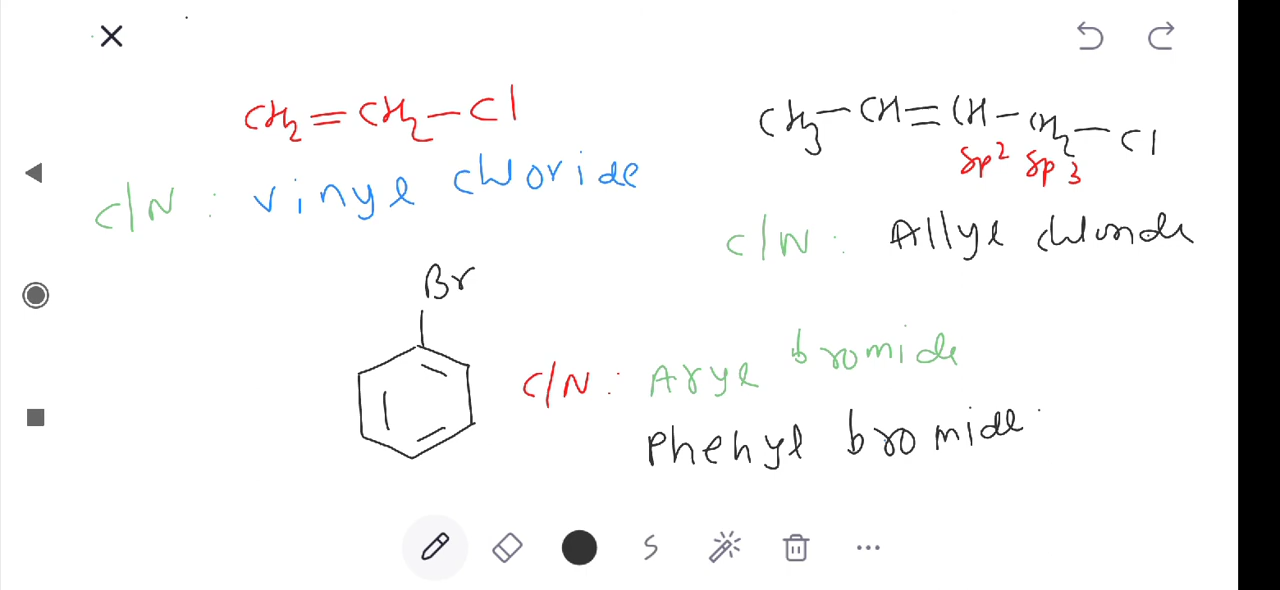 CH2=CH2-Cl
C/N: Vinyl chloride
CH3-CH=CH-CH2-Cl
sp2 sp3
C/N: Allyl chloride
Br
C/N: Aryl bromide
Phenyl bromide